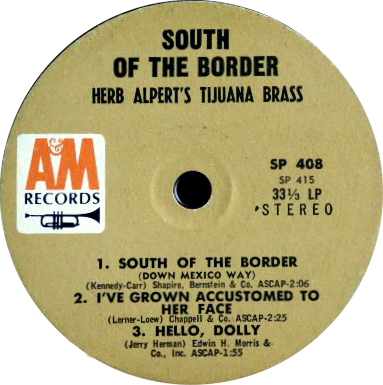 SOUTH
OF THE BORDER
HERB ALPERT'S TIJUANA BRASS
A&M
RECORDS
SP 408
SP 415
33⅓ LP
STEREO
1. SOUTH OF THE BORDER
(DOWN MEXICO WAY)
(Kennedy-Carr) Shapiro, Bernstein & Co. ASCAP-2:06
2. I'VE GROWN ACCUSTOMED TO
HER FACE
(Lerner-Loew) Chappell & Co. ASCAP-2:25
3. HELLO, DOLLY
(Jerry Herman) Edwin H. Morris &
Co., Inc. ASCAP-1:55